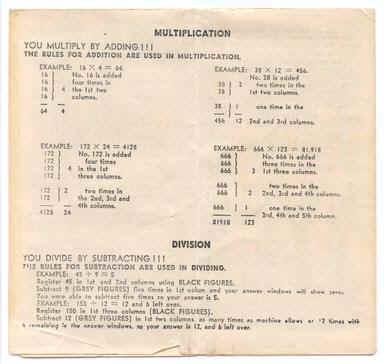 MULTIPLICATION
YOU MULTIPLY BY ADDING!!!
THE RULES FOR ADDITION ARE USED IN MULTIPLICATION.
EXAMPLE: 16 X 4 = 64.
16 ] No. 16 is added
16 ] four times in
16 ] 4 the 1st two
16 ] columns.
64 4
EXAMPLE: 38 X 12 = 456.
No. 38 is added
38 ] 2 two times in the
38 ] 1st two columns.
38 ] 1 one time in the
456 12 2nd and 3rd columns.
EXAMPLE: 172 X 24 = 4128
172 ] No. 172 is added
172 ] four times
172 ] 4 in the 1st
172 ] three columns.
172 ] 2 two times in
172 ] the 2nd, 3rd and
4th columns.
4128 24
EXAMPLE: 666 X 123 = 81,918
666 ] No. 666 is added
666 ] three times in the
666 ] 3 1st three columns.
666 ] two times in the
666 ] 2 2nd, 3rd and 4th columns.
666 ] 1 one time in the
3rd, 4th and 5th column.
81918 123
DIVISION
YOU DIVIDE BY SUBTRACTING!!!
THE RULES FOR SUBTRACTION ARE USED IN DIVIDING.
EXAMPLE: 45 ÷ 9 = 5
Register 45 in 1st and 2nd columns using BLACK FIGURES.
Subtract 9 (GREY FIGURES) five times in 1st column and your answer windows will show zero.
You were able to subtract five times so your answer is 5.
EXAMPLE: ÷ 12 = 12 and 6 left over.
Register 150 in 1st three columns (BLACK FIGURES).
Subtract 12 (GREY FIGURES) in 1st two columns as many times as machine allows or 12 times with
6 remaining in the answer windows, so your answer is 12, and 6 left over.